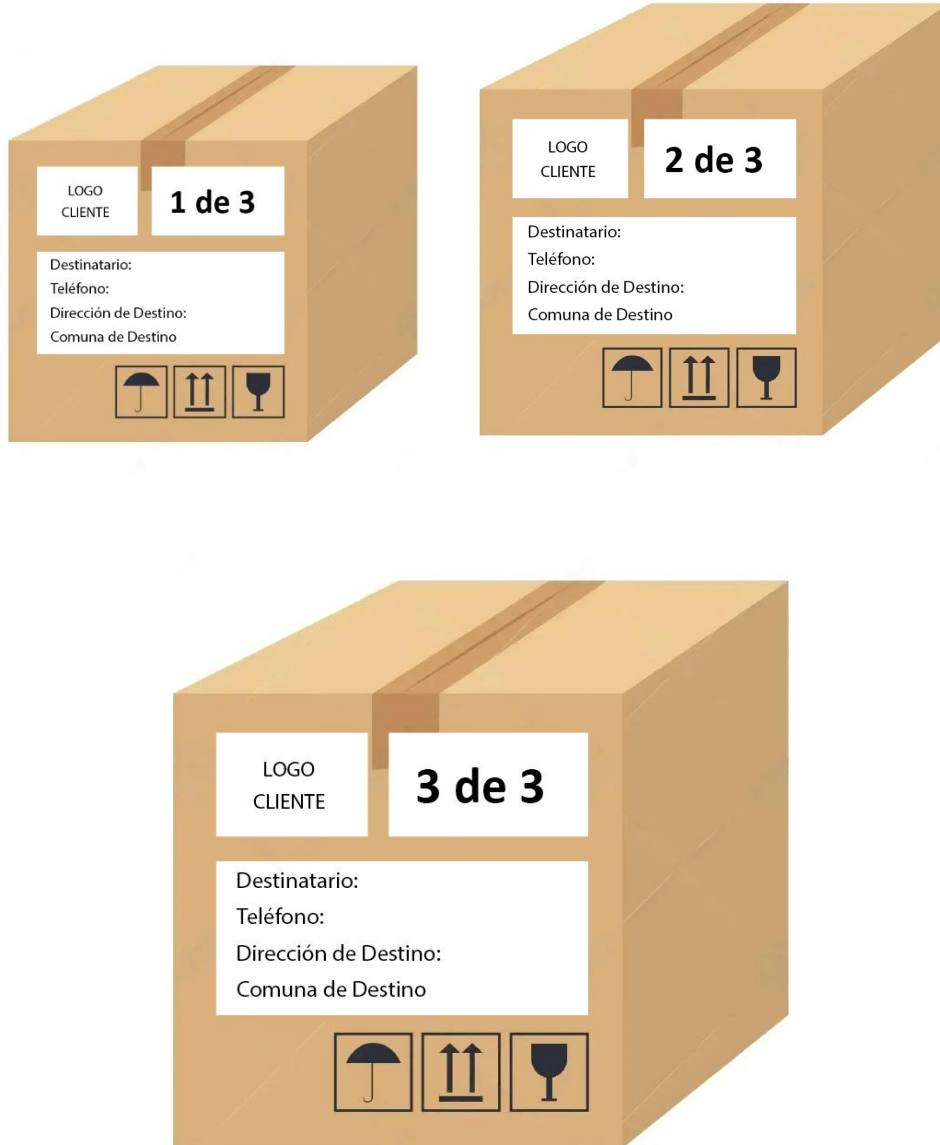 LOGO
CLIENTE
1 de 3
Destinatario:
Teléfono:
Dirección de Destino:
Comuna de Destino
LOGO
CLIENTE
2 de 3
Destinatario:
Teléfono:
Dirección de Destino:
Comuna de Destino
LOGO
CLIENTE
3 de 3
Destinatario:
Teléfono:
Dirección de Destino:
Comuna de Destino